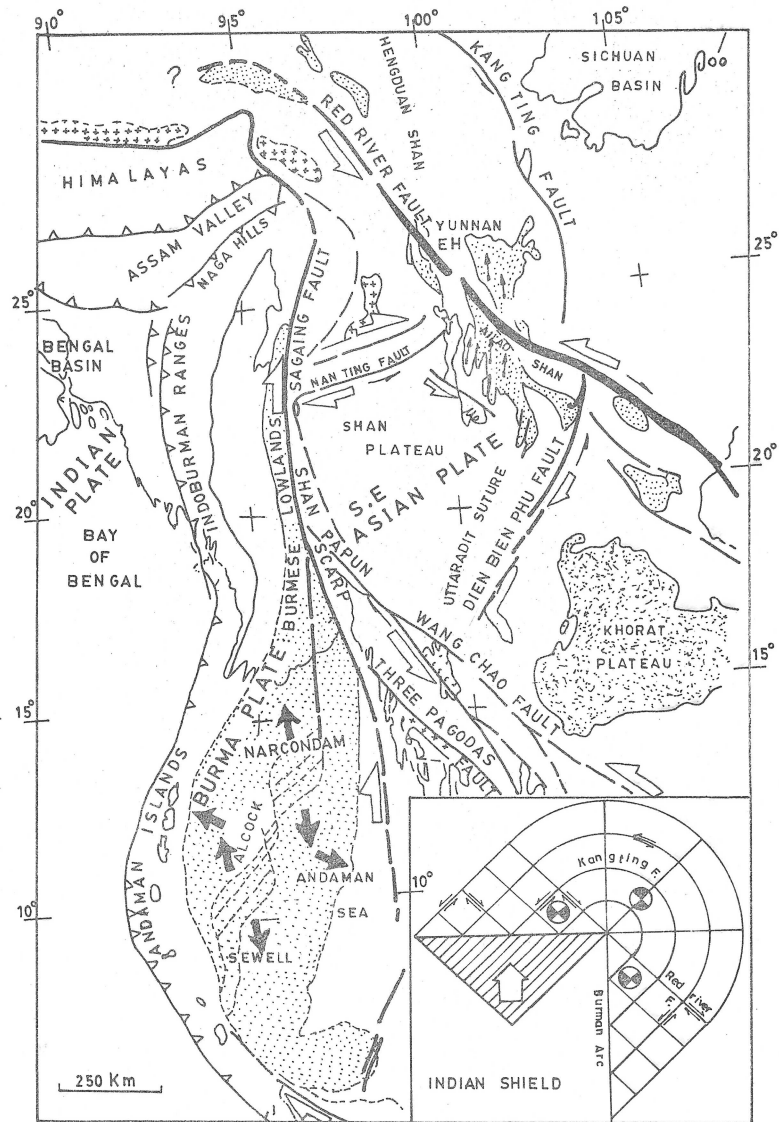 90°
95°
100°
105°
SICHUAN
BASIN
KANG TING
FAULT
HENGDUAN SHAN
?
RED RIVER FAULT
HIMALAYAS
YUNNAN
EH
ASSAM VALLEY
NAGA HILLS
25°
25°
SAGAING FAULT
BENGAL
BASIN
NAN TING FAULT
AILAO
SHAN
INDOBURMAN RANGES
SHAN
PLATEAU
S.E
ASIAN PLATE
INDIAN
PLATE
20°
20°
BURMESE LOWLANDS
SHAN
SCARP
PAPUN
UTTARADIT SUTURE
DIEN BIEN PHU FAULT
BAY
OF
BENGAL
WANG CHAO FAULT
KHORAT
PLATEAU
15°
15°
THREE PAGODAS
FAULT
BURMA PLATE
NARCONDAM
ANDAMAN ISLANDS
ALCOCK
ANDAMAN
SEA
10°
10°
SEWELL
250 Km
Kangting F.
Red river
F.
Burman Arc
INDIAN SHIELD